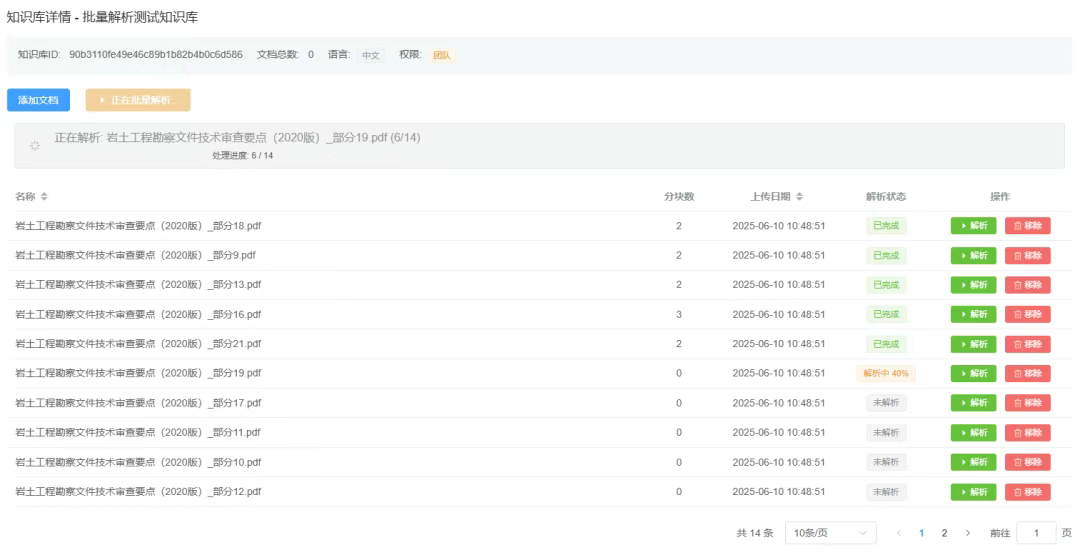 知识库详情 - 批量解析测试知识库
知识库ID: 90b3110fe49e46c89b1b82b4b0c6d586 文档总数: 0 语言: 中文 权限: 团队
添加文档 正在批量解析...
正在解析: 岩土工程勘察文件技术审查要点（2020版）_部分19.pdf (6/14)
处理进度: 6 / 14
名称 分块数 上传日期 解析状态 操作
岩土工程勘察文件技术审查要点（2020版）_部分18.pdf 2 2025-06-10 10:48:51 已完成 解析 移除
岩土工程勘察文件技术审查要点（2020版）_部分9.pdf 2 2025-06-10 10:48:51 已完成 解析 移除
岩土工程勘察文件技术审查要点（2020版）_部分13.pdf 2 2025-06-10 10:48:51 已完成 解析 移除
岩土工程勘察文件技术审查要点（2020版）_部分16.pdf 3 2025-06-10 10:48:51 已完成 解析 移除
岩土工程勘察文件技术审查要点（2020版）_部分21.pdf 2 2025-06-10 10:48:51 已完成 解析 移除
岩土工程勘察文件技术审查要点（2020版）_部分19.pdf 0 2025-06-10 10:48:51 解析中 40% 解析 移除
岩土工程勘察文件技术审查要点（2020版）_部分17.pdf 0 2025-06-10 10:48:51 未解析 解析 移除
岩土工程勘察文件技术审查要点（2020版）_部分11.pdf 0 2025-06-10 10:48:51 未解析 解析 移除
岩土工程勘察文件技术审查要点（2020版）_部分10.pdf 0 2025-06-10 10:48:51 未解析 解析 移除
岩土工程勘察文件技术审查要点（2020版）_部分12.pdf 0 2025-06-10 10:48:51 未解析 解析 移除
共 14 条 10条/页 1 2 前往 1 页